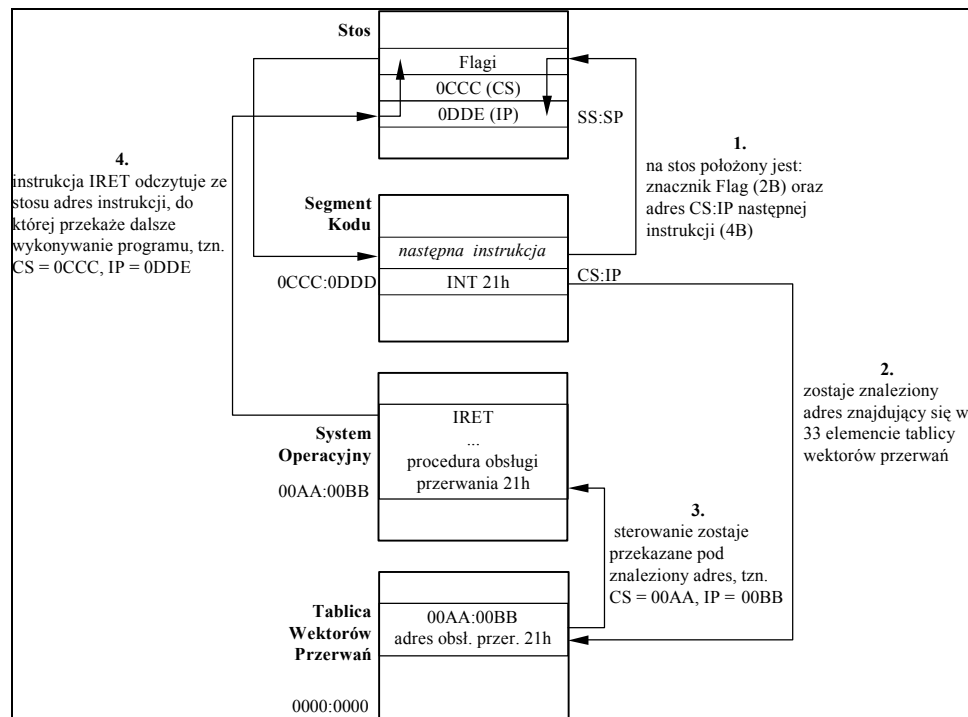 Stos
Flagi
0CCC (CS)
0DDE (IP)
SS:SP
1.
na stos położony jest:
znacznik Flag (2B) oraz
adres CS:IP następnej
instrukcji (4B)
4.
instrukcja IRET odczytuje ze
stosu adres instrukcji, do
której przekaże dalsze
wykonywanie programu, tzn.
CS = 0CCC, IP = 0DDE
Segment
Kodu
następna instrukcja
0CCC:0DDD
INT 21h
CS:IP
2.
zostaje znaleziony
adres znajdujący się w
33 elemencie tablicy
wektorów przerwań
System
Operacyjny
00AA:00BB
IRET
...
procedura obsługi
przerwania 21h
3.
sterowanie zostaje
przekazane pod
znaleziony adres, tzn.
CS = 00AA, IP = 00BB
Tablica
Wektorów
Przerwań
00AA:00BB
adres obsł. przer. 21h
0000:0000